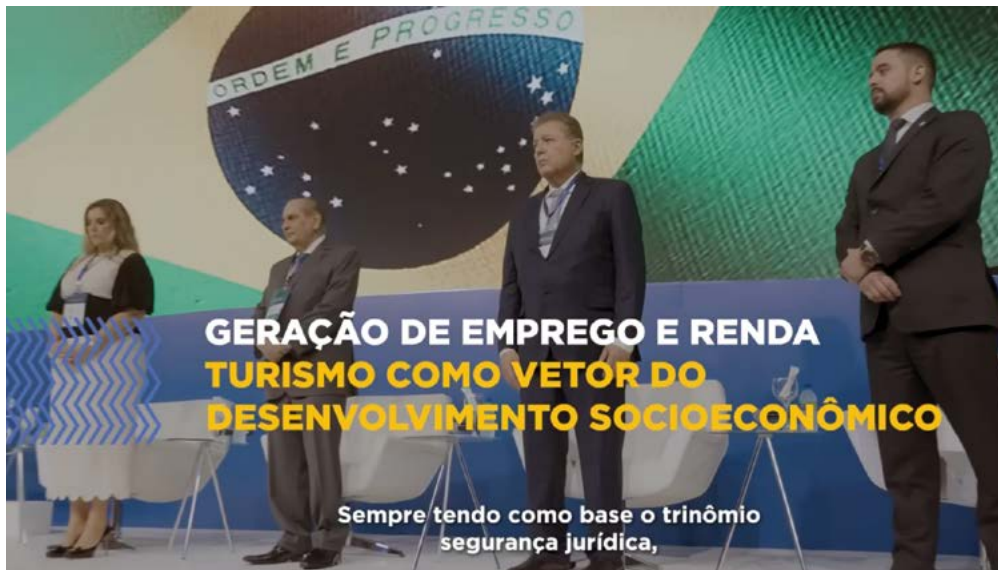 ORDEM E PROGRESSO
GERAÇÃO DE EMPREGO E RENDA
TURISMO COMO VETOR DO
DESENVOLVIMENTO SOCIOECONÔMICO
Sempre tendo como base o trinômio
segurança jurídica,